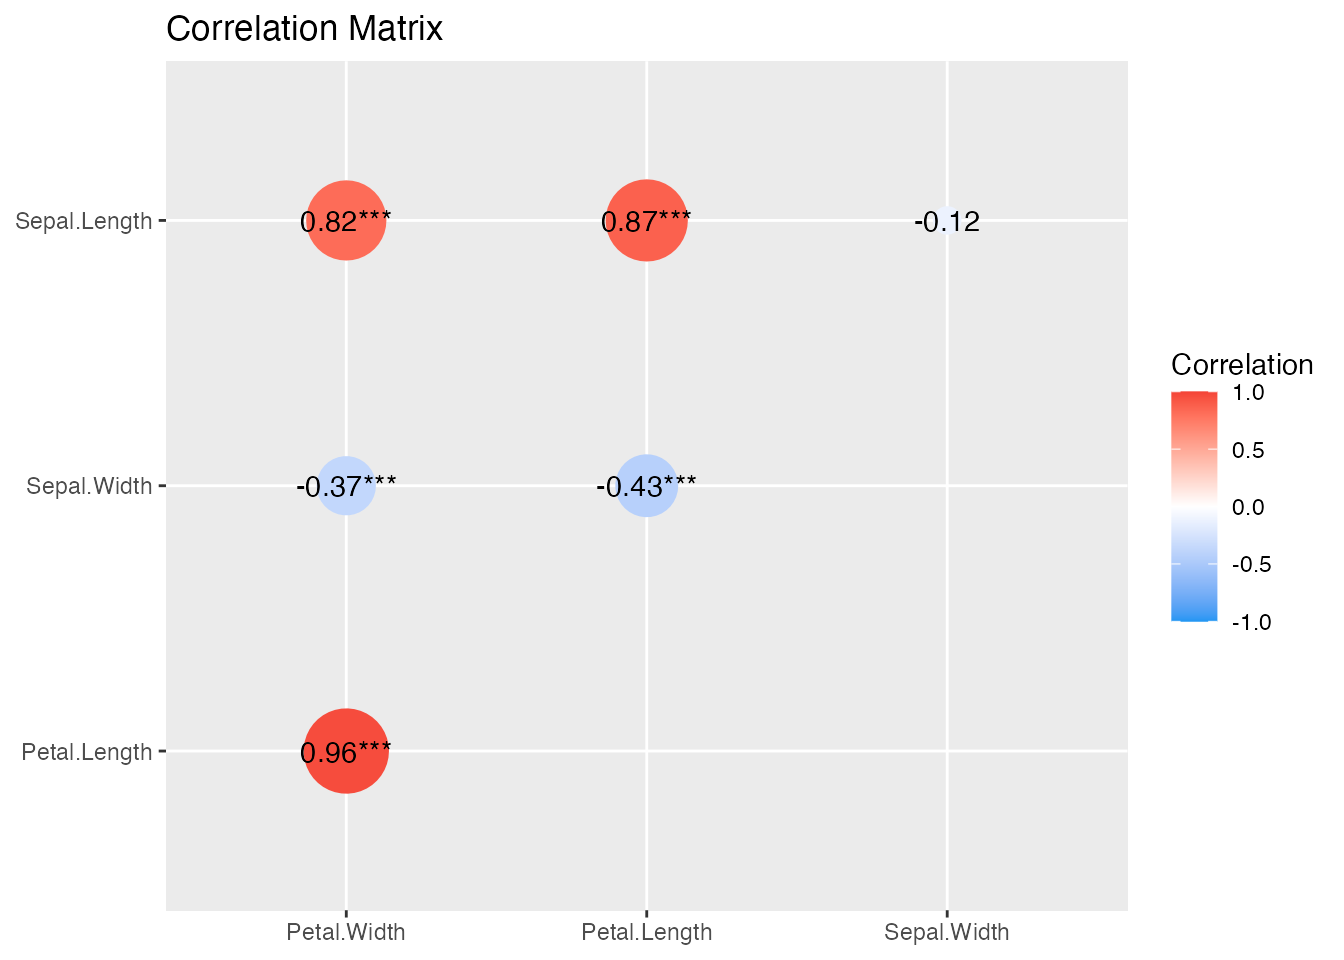 Correlation Matrix
Sepal.Length
0.82***
0.87***
-0.12
Sepal.Width
-0.37***
-0.43***
Petal.Length
0.96***
Petal.Width
Petal.Length
Sepal.Width
Correlation
1.0
0.5
0.0
-0.5
-1.0